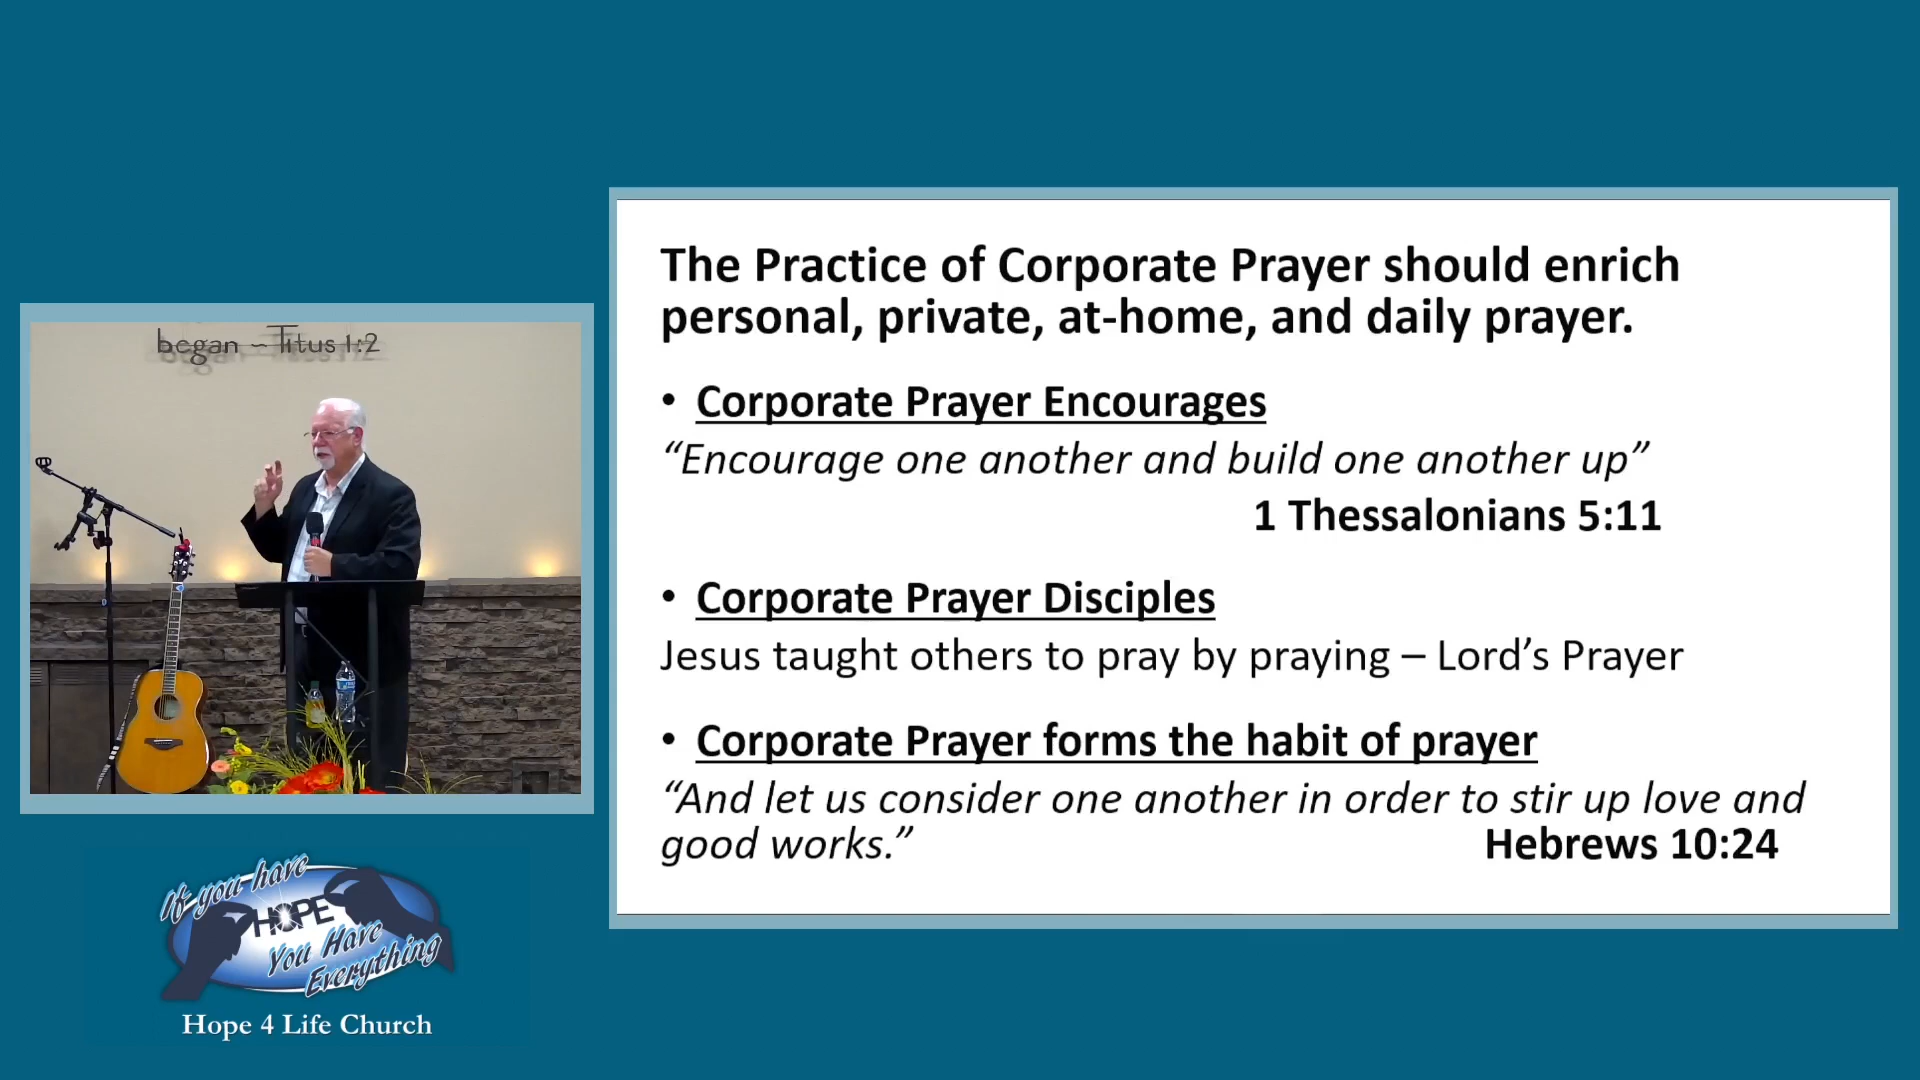 began ~ Titus 1:2
The Practice of Corporate Prayer should enrich
personal, private, at-home, and daily prayer.
• Corporate Prayer Encourages
“Encourage one another and build one another up”
1 Thessalonians 5:11
• Corporate Prayer Disciples
Jesus taught others to pray by praying – Lord’s Prayer
• Corporate Prayer forms the habit of prayer
“And let us consider one another in order to stir up love and
good works.” Hebrews 10:24
If you have
HOPE
You Have
Everything
Hope 4 Life Church